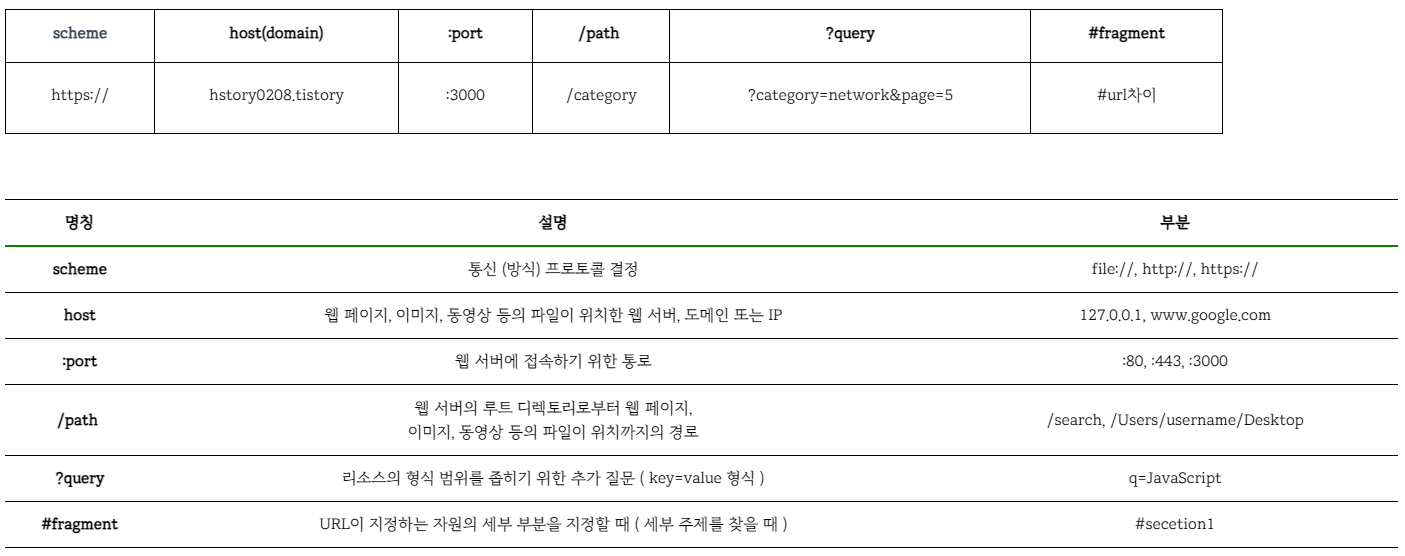 scheme host(domain) :port /path ?query #fragment
https:// hstory0208.tistory :3000 /category ?category=network&page=5 #url차이
명칭 설명 부분
scheme 통신 (방식) 프로토콜 결정 file://, http://, https://
host 웹 페이지, 이미지, 동영상 등의 파일이 위치한 웹 서버, 도메인 또는 IP 127.0.0.1, www.google.com
:port 웹 서버에 접속하기 위한 통로 :80, :443, :3000
/path 웹 서버의 루트 디렉토리로부터 웹 페이지,
이미지, 동영상 등의 파일이 위치까지의 경로 /search, /Users/username/Desktop
?query 리소스의 형식 범위를 좁히기 위한 추가 질문 ( key=value 형식 ) q=JavaScript
#fragment URL이 지정하는 자원의 세부 부분을 지정할 때 ( 세부 주제를 찾을 때 ) #secetion1